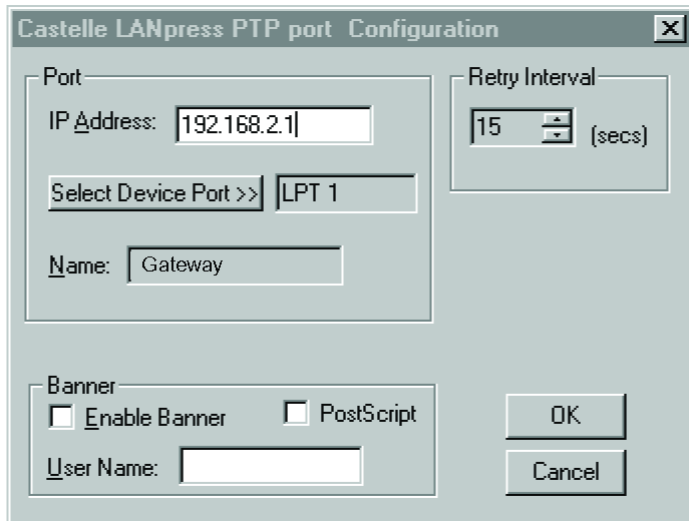 Castelle LANpress PTP port Configuration
Port
IP Address: 192.168.2.1
Select Device Port >> LPT 1
Name: Gateway
Retry Interval
15 (secs)
Banner
Enable Banner PostScript
User Name:
OK
Cancel